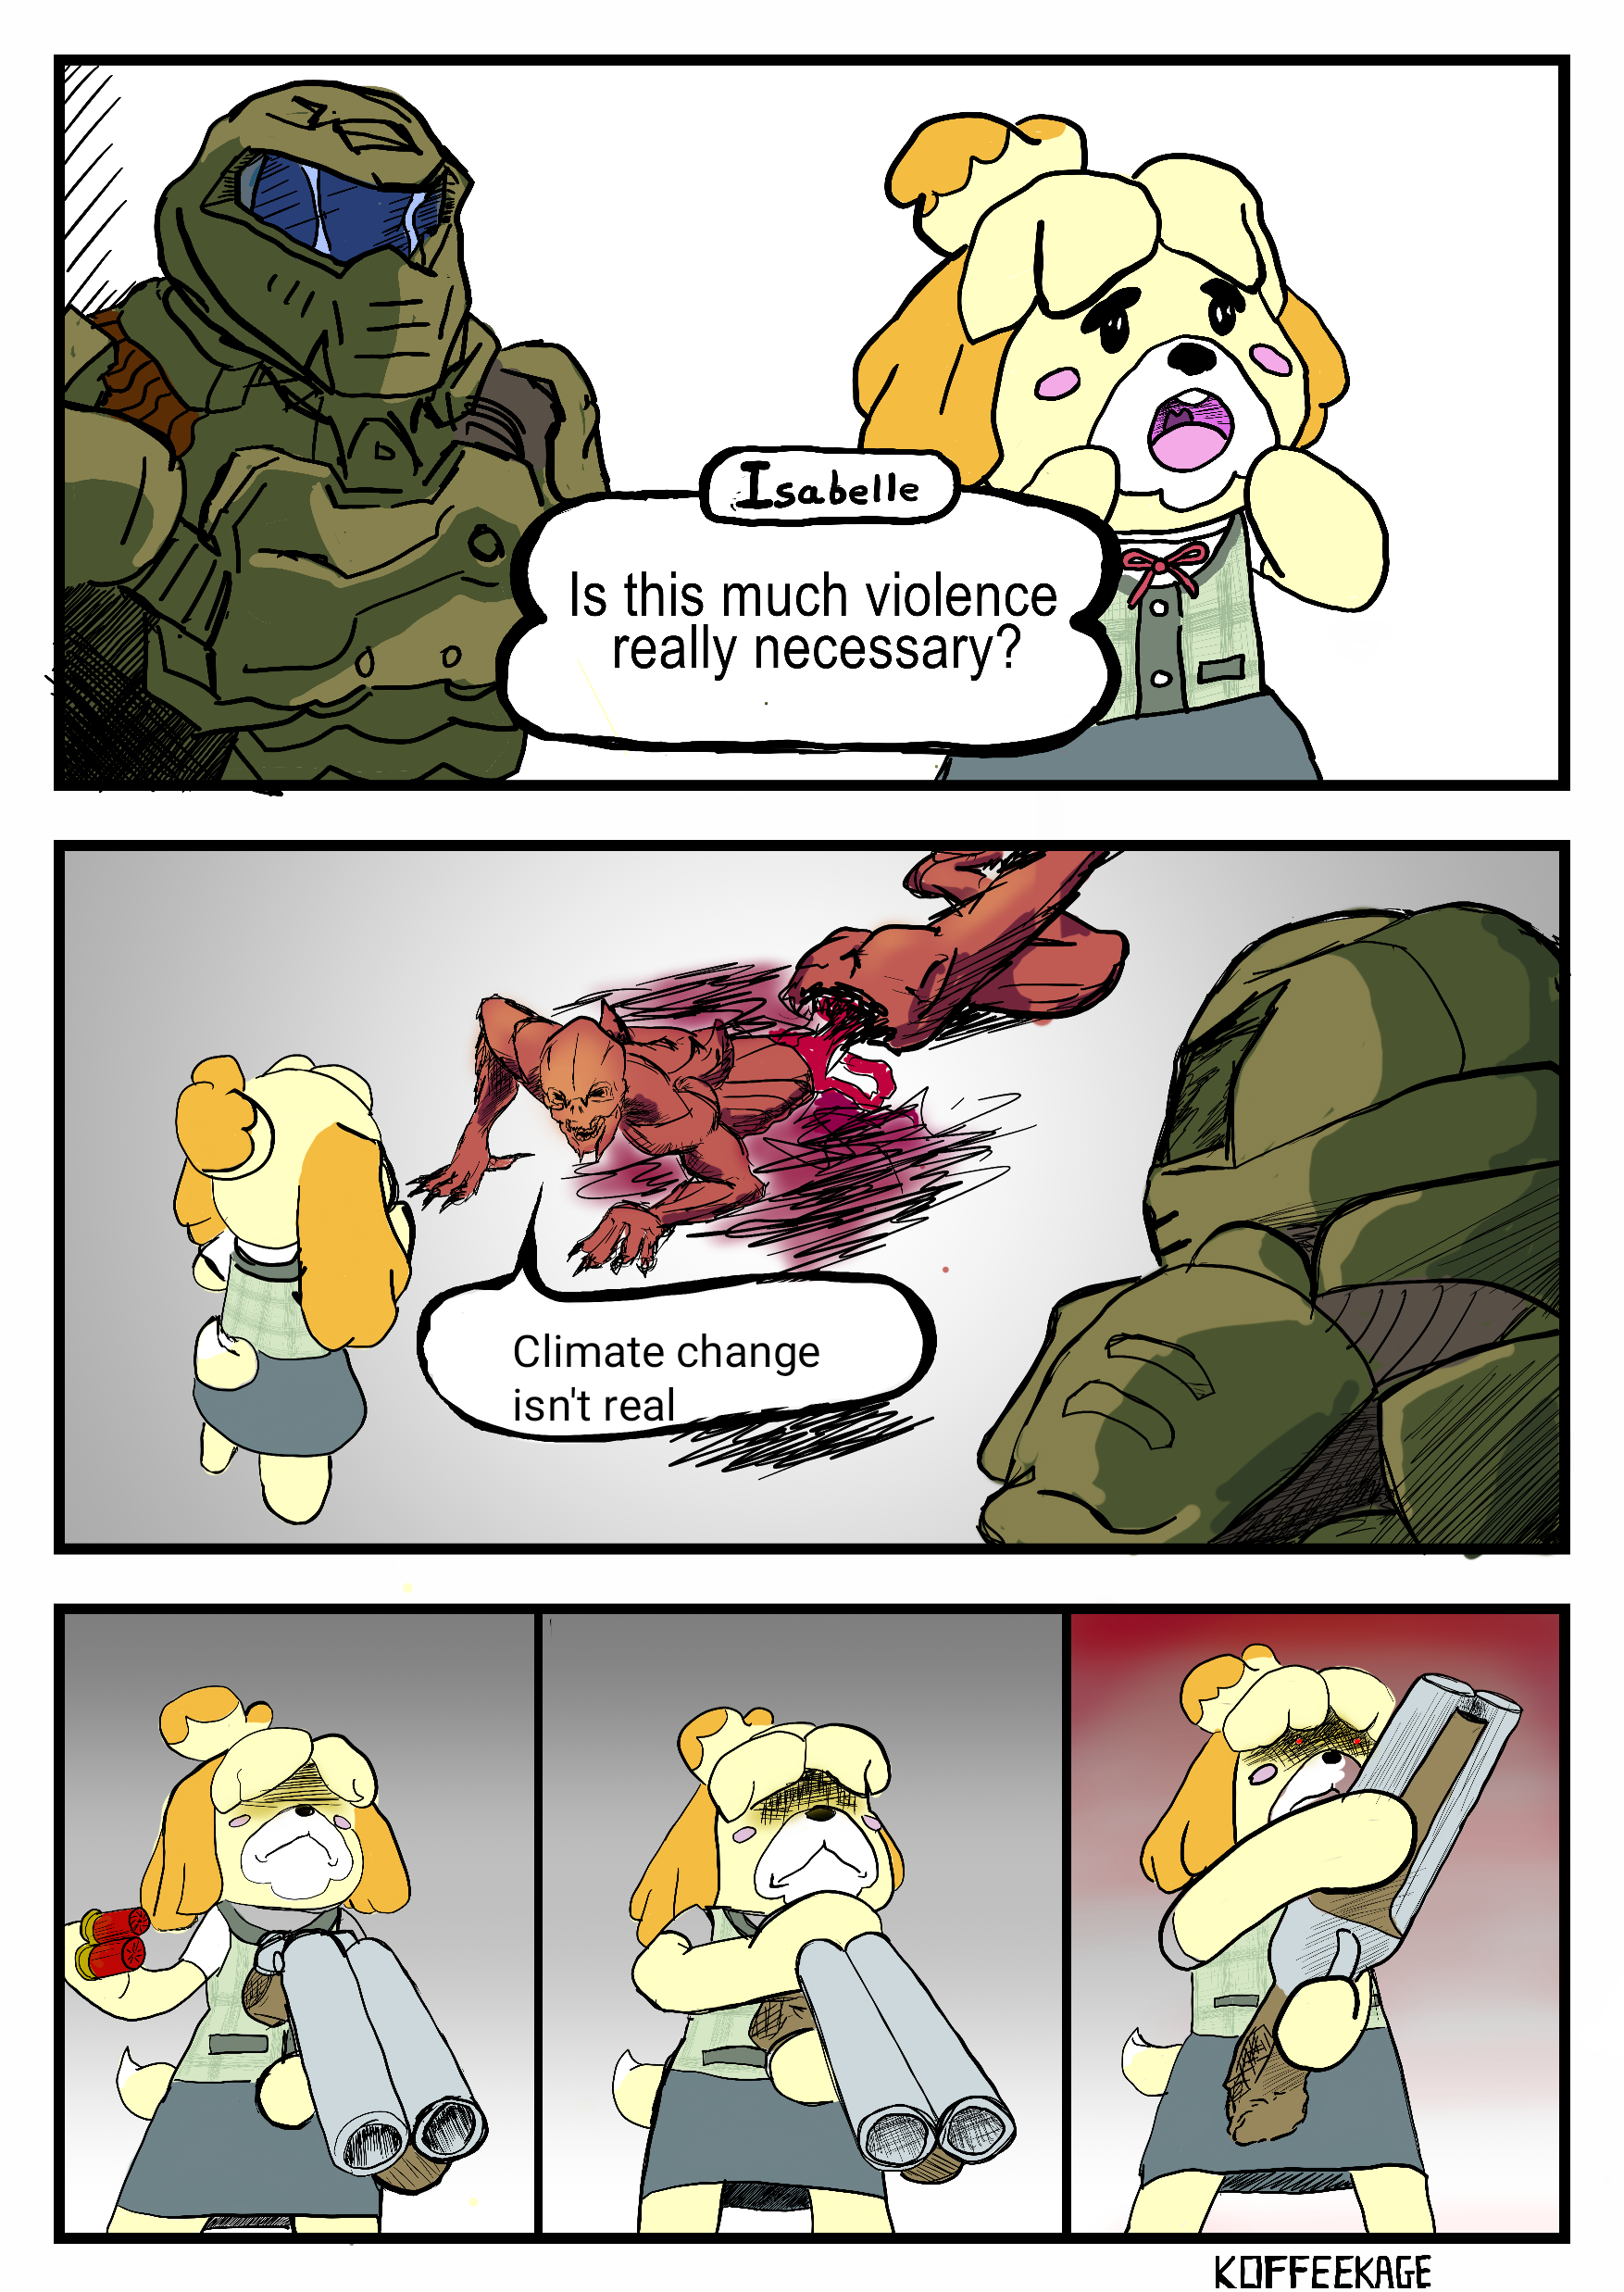 Isabelle
Is this much violence
really necessary?
Climate change
isn't real
KOFFEEKAGE